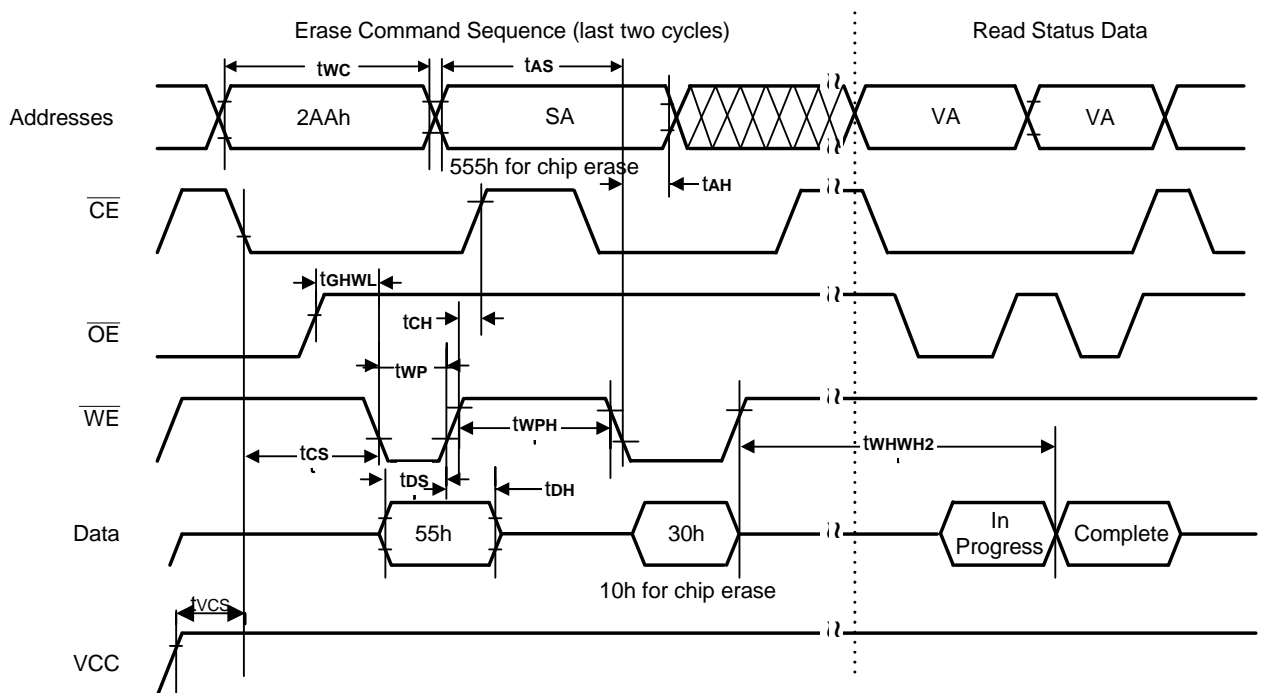 Erase Command Sequence (last two cycles)
Read Status Data
tWC
tAS
Addresses
2AAh
SA
VA
VA
555h for chip erase
tAH
CE
tGHWL
OE
tCH
tWP
WE
tWPH
tWHWH2
tCS
tDS
tDH
Data
55h
30h
In
Progress
Complete
10h for chip erase
tVCS
VCC